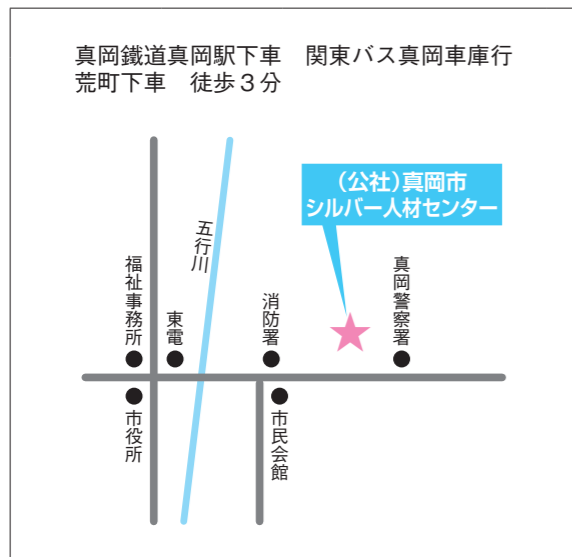 真岡鐵道真岡駅下車　関東バス真岡車庫行
荒町下車　徒歩３分
（公社）真岡市
シルバー人材センター
五行川
福祉事務所
東電
消防署
真岡警察署
市役所
市民会館